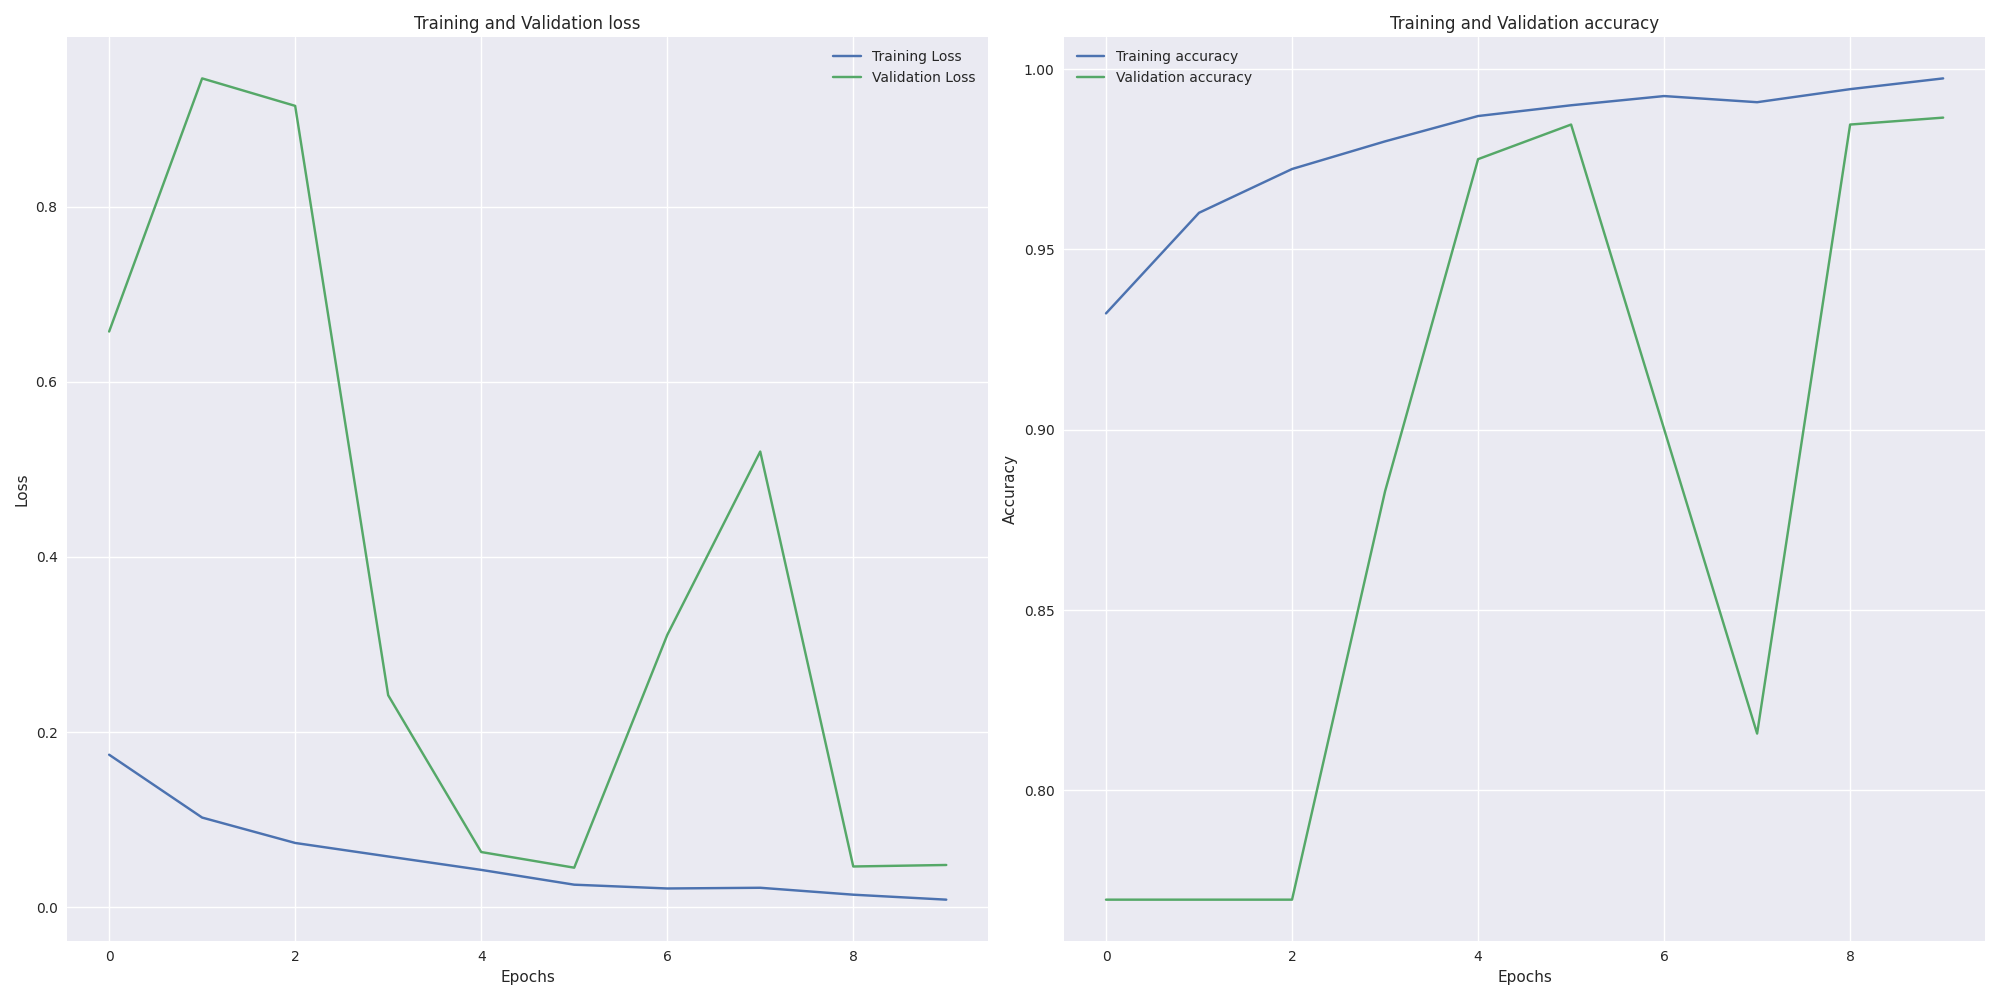 Training and Validation loss
Training Loss
Validation Loss
0.8
0.6
0.4
0.2
0.0
Loss
0 2 4 6 8
Epochs
Training and Validation accuracy
Training accuracy
Validation accuracy
1.00
0.95
0.90
0.85
0.80
Accuracy
0 2 4 6 8
Epochs